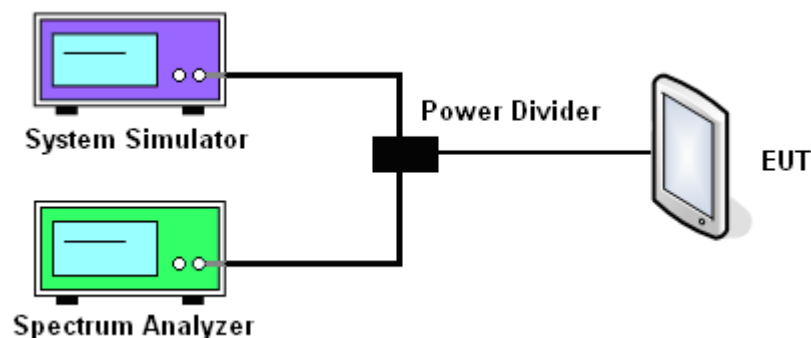 System Simulator
Power Divider
EUT
Spectrum Analyzer